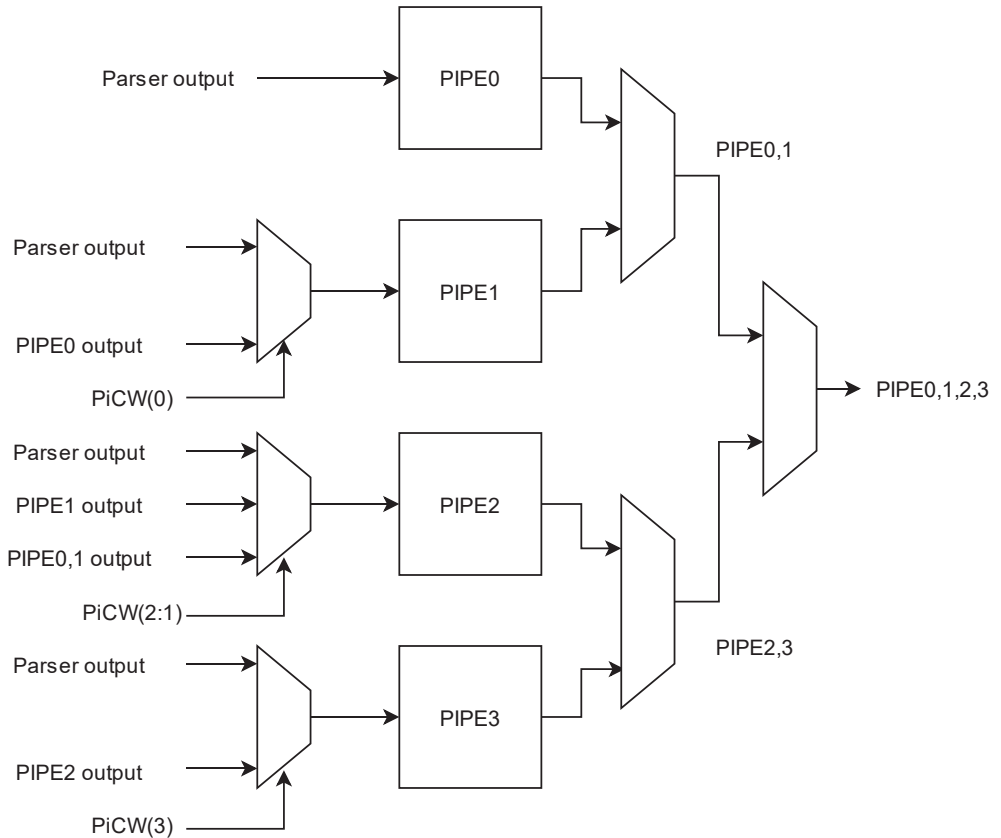 Parser output
PIPE0
PIPE0,1
Parser output
PIPE1
PIPE0 output
PiCW(0)
PIPE0,1,2,3
Parser output
PIPE1 output
PIPE2
PIPE0,1 output
PiCW(2:1)
PIPE2,3
Parser output
PIPE3
PIPE2 output
PiCW(3)